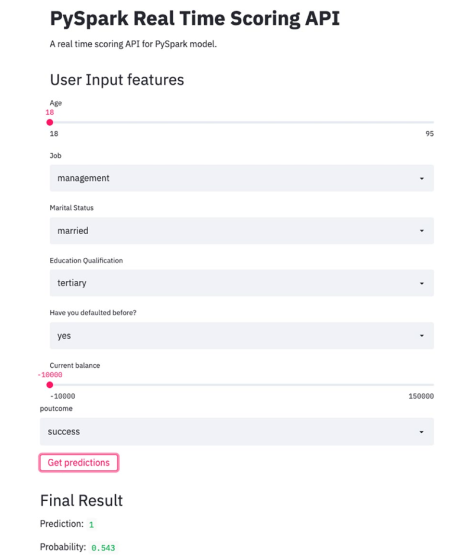 PySpark Real Time Scoring API
A real time scoring API for PySpark model.
User Input features
Age
18
18 95
Job
management
Marital Status
married
Education Qualification
tertiary
Have you defaulted before?
yes
Current balance
-10000
-10000 150000
poutcome
success
Get predictions
Final Result
Prediction: 1
Probability: 0.543